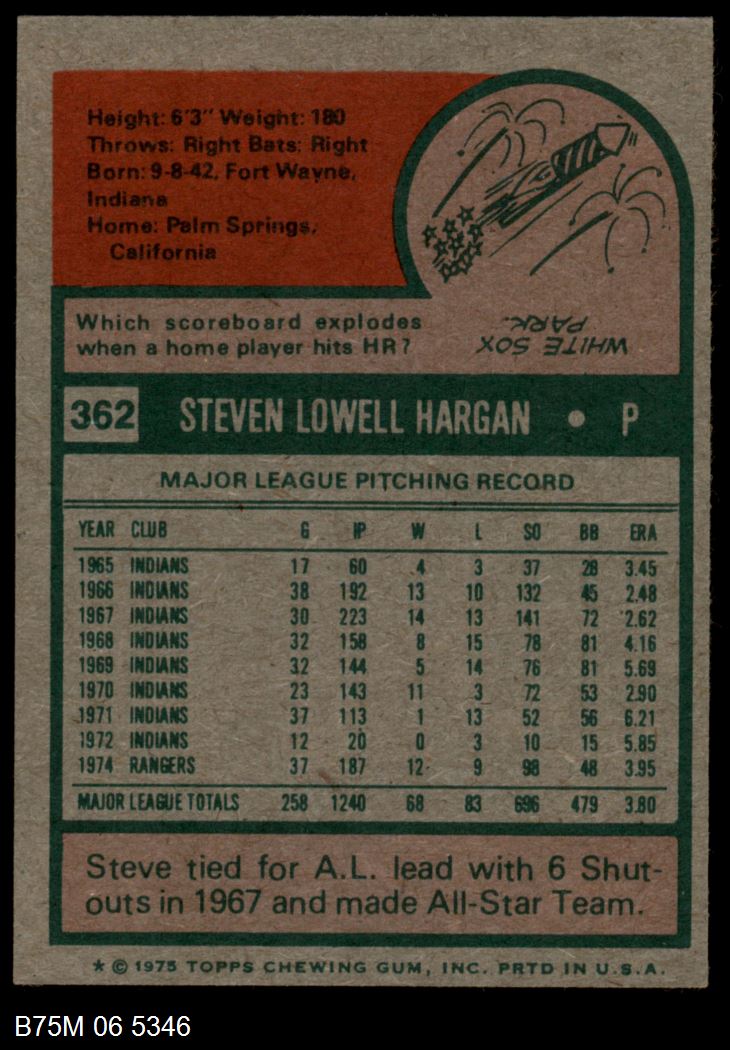 Height: 6'3" Weight: 180
Throws: Right Bats: Right
Born: 9-8-42, Fort Wayne,
Indiana
Home: Palm Springs,
California
Which scoreboard explodes
when a home player hits HR?
WHITE SOX
PARK.
362 STEVEN LOWELL HARGAN • P
MAJOR LEAGUE PITCHING RECORD
YEAR CLUB G IP W L SO BB ERA
1965 INDIANS 17 60 4 3 37 28 3.45
1966 INDIANS 38 192 13 10 132 45 2.48
1967 INDIANS 30 223 14 13 141 72 2.62
1968 INDIANS 32 158 8 15 78 81 4.16
1969 INDIANS 32 144 5 14 76 81 5.69
1970 INDIANS 23 143 11 3 72 53 2.90
1971 INDIANS 37 113 1 13 52 56 6.21
1972 INDIANS 12 20 0 3 10 15 5.85
1974 RANGERS 37 187 12 9 98 48 3.95
MAJOR LEAGUE TOTALS 258 1240 68 83 696 479 3.80
Steve tied for A.L. lead with 6 Shut-
outs in 1967 and made All-Star Team.
* © 1975 TOPPS CHEWING GUM, INC. PRTD IN U.S.A.
B75M 06 5346